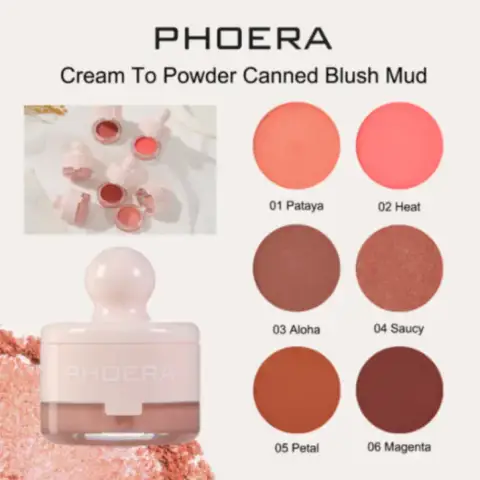 PHOERA
Cream To Powder Canned Blush Mud
01 Pataya
02 Heat
03 Aloha
04 Saucy
PHOERA
05 Petal
06 Magenta